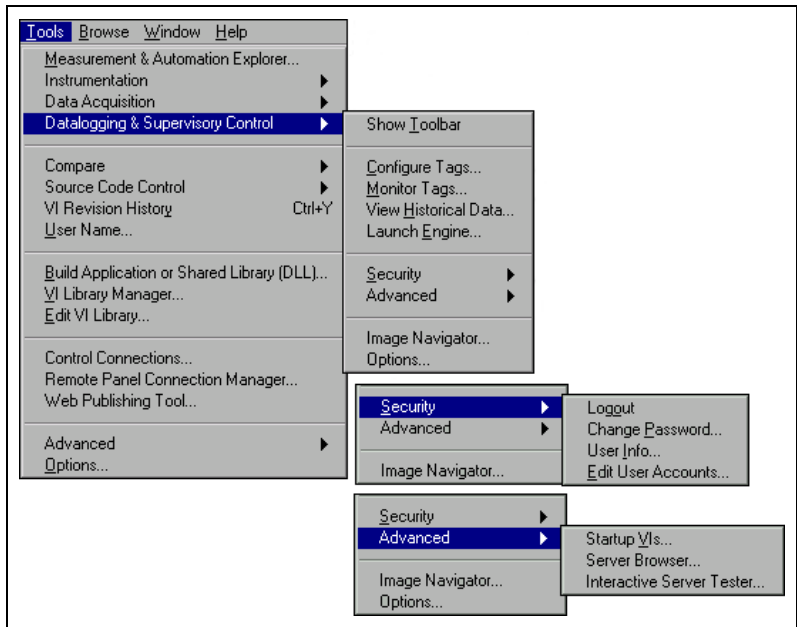 Tools Browse Window Help
Measurement & Automation Explorer...
Instrumentation
Data Acquisition
Datalogging & Supervisory Control
Compare
Source Code Control
VI Revision History Ctrl+Y
User Name...
Build Application or Shared Library (DLL)...
VI Library Manager...
Edit VI Library...
Control Connections...
Remote Panel Connection Manager...
Web Publishing Tool...
Advanced
Options...
Show Toolbar
Configure Tags...
Monitor Tags...
View Historical Data...
Launch Engine...
Security
Advanced
Image Navigator...
Options...
Security
Advanced
Image Navigator...
Logout
Change Password...
User Info...
Edit User Accounts...
Security
Advanced
Image Navigator...
Options...
Startup VIs...
Server Browser...
Interactive Server Tester...